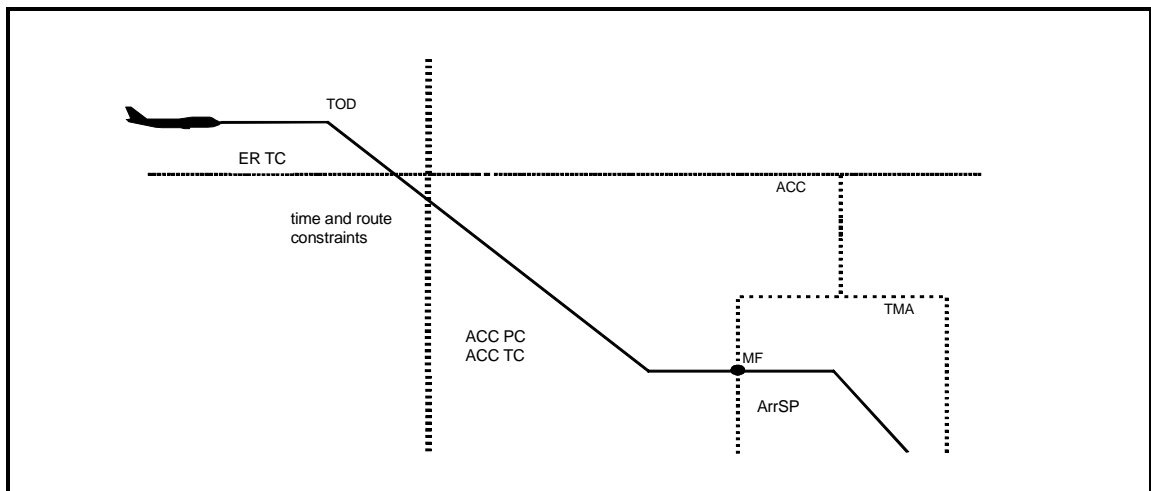 TOD
ER TC
ACC
time and route
constraints
TMA
ACC PC
ACC TC
MF
ArrSP